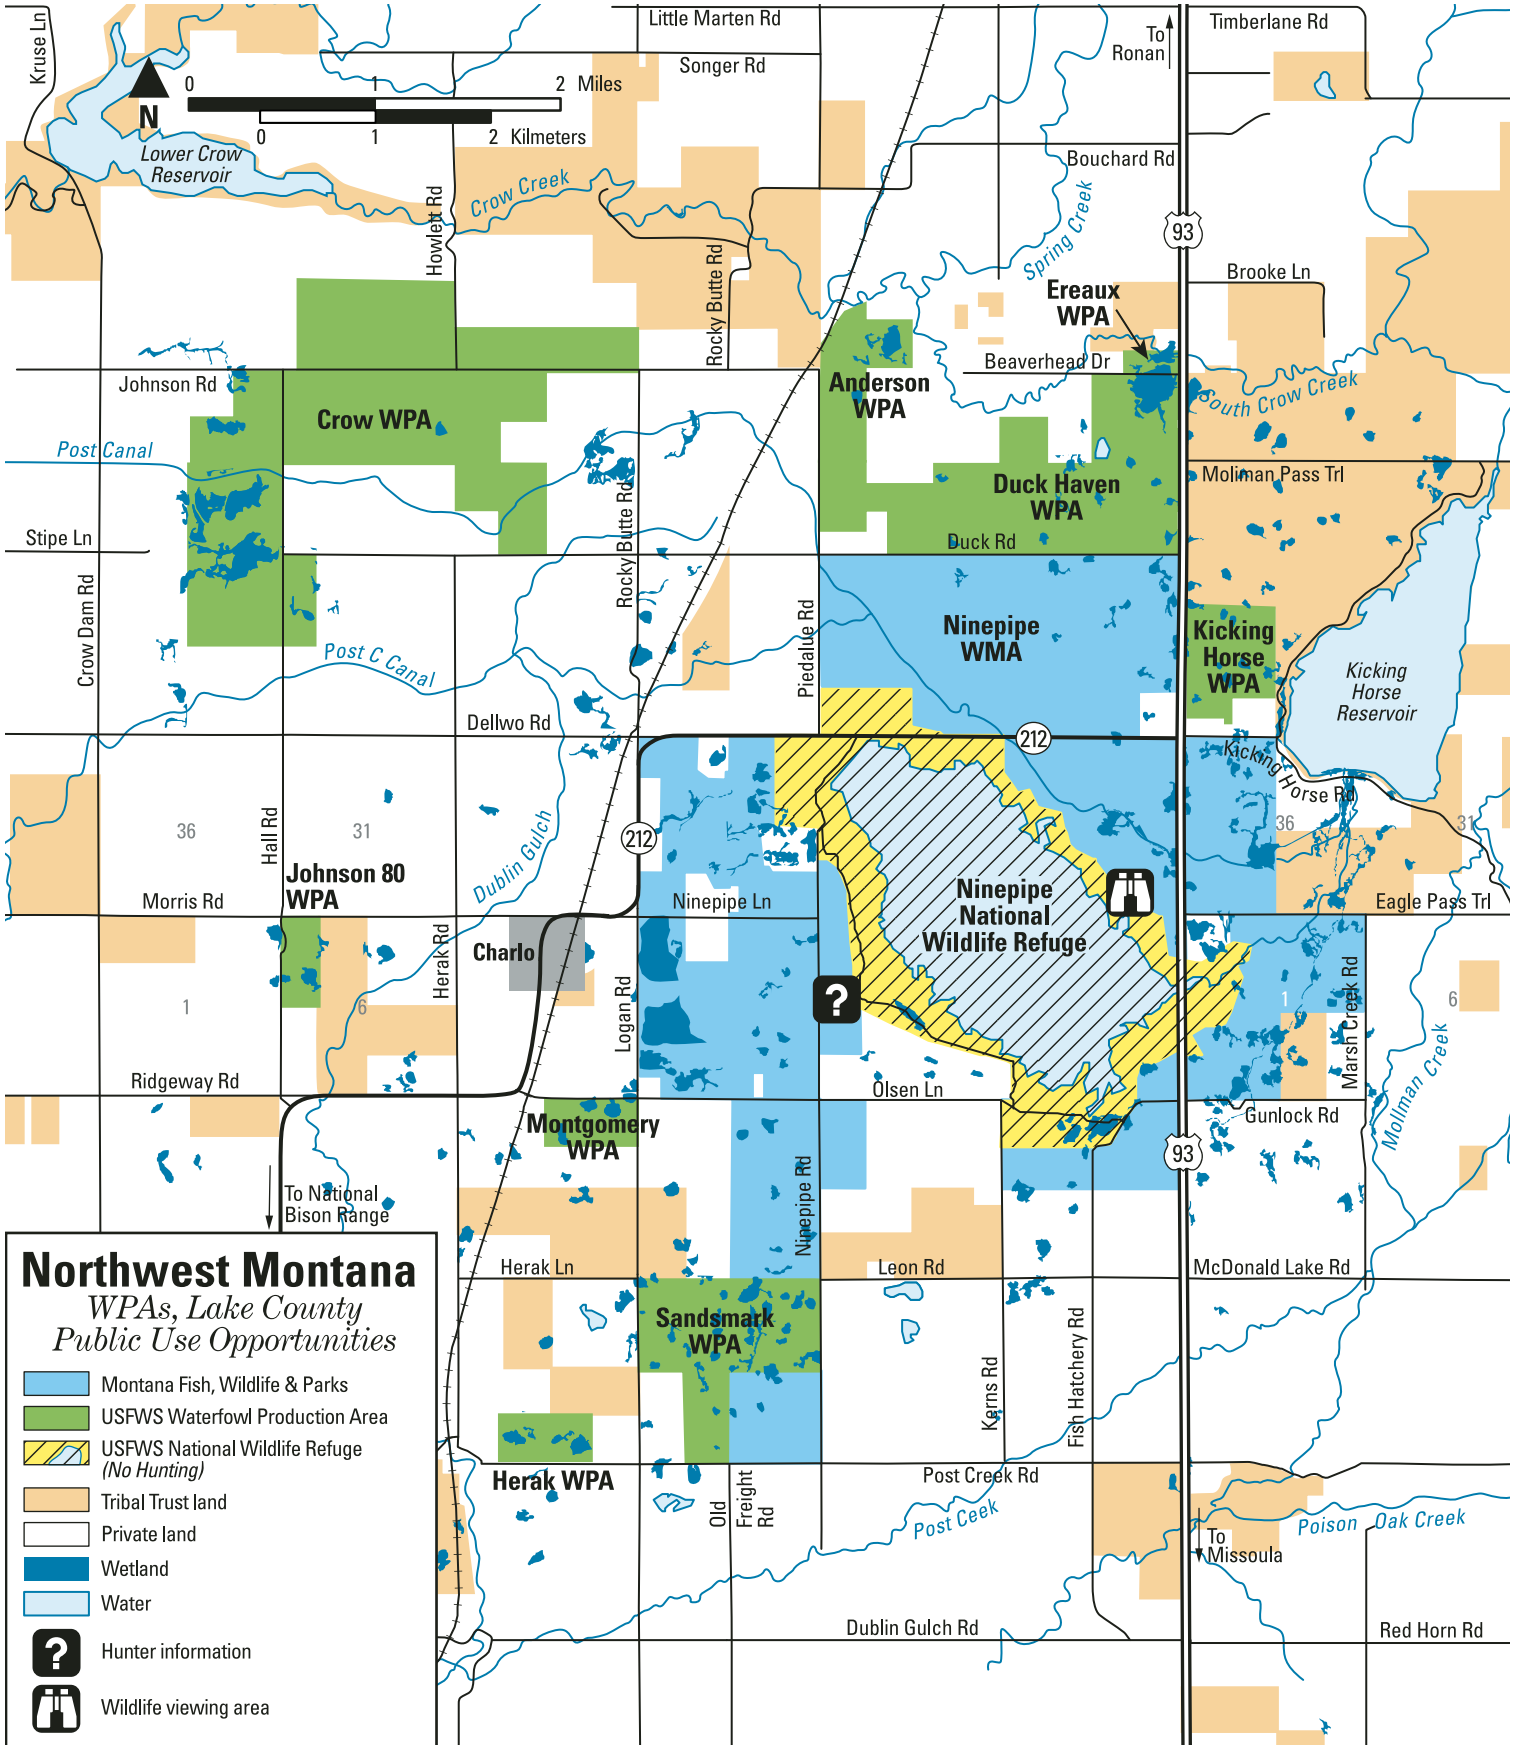 Kruse Ln
Little Marten Rd
To
Ronan
Timberlane Rd
Songer Rd
0 1 2 Miles
N
0 1 2 Kilmeters
Lower Crow
Reservoir
Bouchard Rd
Crow Creek
Howlett Rd
Rocky Butte Rd
Spring Creek
93
Brooke Ln
Ereaux
WPA
Johnson Rd
Beaverhead Dr
Anderson
WPA
South Crow Creek
Crow WPA
Post Canal
Moliman Pass Trl
Duck Haven
WPA
Stipe Ln
Rocky Butte Rd
Duck Rd
Crow Dam Rd
Piedalue Rd
Ninepipe
WMA
Kicking
Horse
WPA
Post C Canal
Kicking
Horse
Reservoir
Dellwo Rd
212
Kicking Horse Rd
36
31
Hall Rd
Dublin Gulch
212
36
31
Johnson 80
WPA
Morris Rd
Ninepipe Ln
Ninepipe
National
Wildlife Refuge
Eagle Pass Trl
Herak Rd
Charlo
Logan Rd
?
Marsh Creek Rd
1
6
1
6
Ridgeway Rd
Olsen Ln
Mollman Creek
Montgomery
WPA
Gunlock Rd
93
To National
Bison Range
Ninepipe Rd
Herak Ln
Leon Rd
McDonald Lake Rd
Sandsmark
WPA
Kerns Rd
Fish Hatchery Rd
Herak WPA
Post Creek Rd
Old
Freight
Rd
Post Ceek
Poison Oak Creek
To
Missoula
Dublin Gulch Rd
Red Horn Rd
Northwest Montana
WPAs, Lake County
Public Use Opportunities
Montana Fish, Wildlife & Parks
USFWS Waterfowl Production Area
USFWS National Wildlife Refuge
(No Hunting)
Tribal Trust land
Private land
Wetland
Water
? Hunter information
Wildlife viewing area